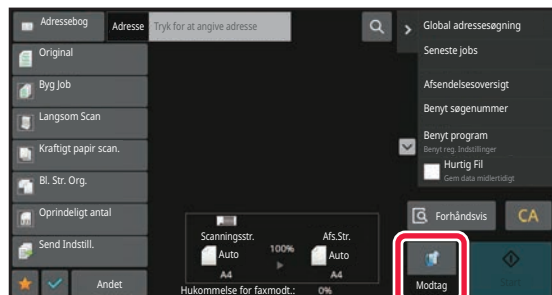 Adressebog
Adresse
Tryk for at angive adresse
Original
Byg Job
Langsom Scan
Kraftigt papir scan.
Bl. Str. Org.
Oprindeligt antal
Send Indstill.
Andet
Scanningsstr.
Auto
A4
100%
Afs.Str.
Auto
A4
Hukommelse for faxmodt.: 0%
Global adressesøgning
Seneste jobs
Afsendelsesoversigt
Benyt søgenummer
Benyt program
Benyt reg. Indstillinger
Hurtig Fil
Gem data midlertidigt
Forhåndsvis
CA
Modtag
Start